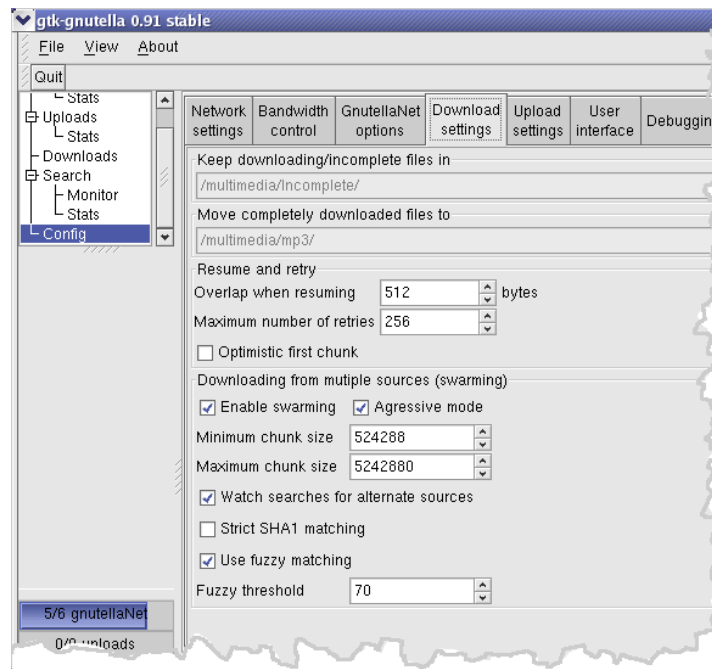 gtk-gnutella 0.91 stable
File View About
Quit
Stats
Uploads
Stats
Downloads
Search
Monitor
Stats
Config
Network settings
Bandwidth control
GnutellaNet options
Download settings
Upload settings
User interface
Debuggin
Keep downloading/incomplete files in
/multimedia/Incomplete/
Move completely downloaded files to
/multimedia/mp3/
Resume and retry
Overlap when resuming 512 bytes
Maximum number of retries 256
Optimistic first chunk
Downloading from mutiple sources (swarming)
Enable swarming Agressive mode
Minimum chunk size 524288
Maximum chunk size 5242880
Watch searches for alternate sources
Strict SHA1 matching
Use fuzzy matching
Fuzzy threshold 70
5/6 gnutellaNet
0/0 uploads